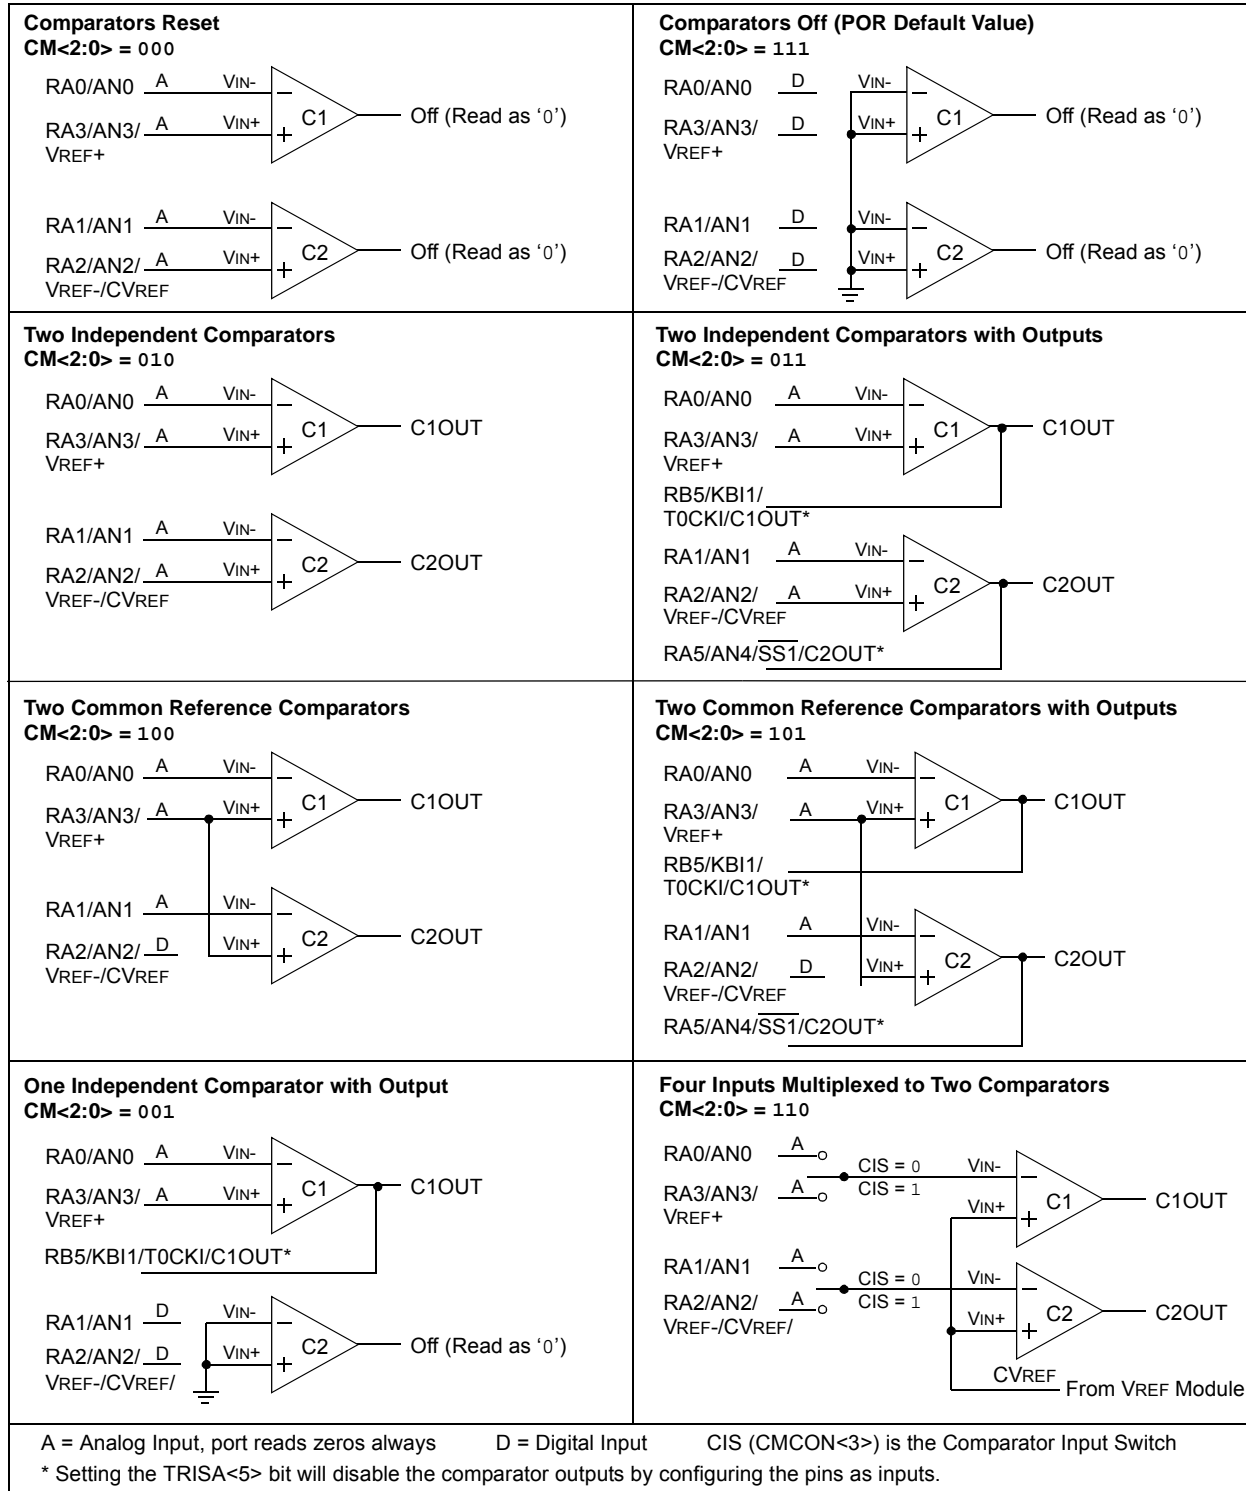 Comparators Reset
CM<2:0> = 000
RA0/AN0 A VIN-
C1 Off (Read as ‘0’)
RA3/AN3/ A VIN+
VREF+
RA1/AN1 A VIN-
C2 Off (Read as ‘0’)
RA2/AN2/ A VIN+
VREF-/CVREF
Comparators Off (POR Default Value)
CM<2:0> = 111
RA0/AN0 D VIN-
C1 Off (Read as ‘0’)
RA3/AN3/ D VIN+
VREF+
RA1/AN1 D VIN-
C2 Off (Read as ‘0’)
RA2/AN2/ D VIN+
VREF-/CVREF
Two Independent Comparators
CM<2:0> = 010
RA0/AN0 A VIN-
C1 C1OUT
RA3/AN3/ A VIN+
VREF+
RA1/AN1 A VIN-
C2 C2OUT
RA2/AN2/ A VIN+
VREF-/CVREF
Two Independent Comparators with Outputs
CM<2:0> = 011
RA0/AN0 A VIN-
C1 C1OUT
RA3/AN3/ A VIN+
VREF+
RB5/KBI1/
T0CKI/C1OUT*
RA1/AN1 A VIN-
C2 C2OUT
RA2/AN2/ A VIN+
VREF-/CVREF
RA5/AN4/SS1/C2OUT*
Two Common Reference Comparators
CM<2:0> = 100
RA0/AN0 A VIN-
C1 C1OUT
RA3/AN3/ A VIN+
VREF+
RA1/AN1 A VIN-
C2 C2OUT
RA2/AN2/ D VIN+
VREF-/CVREF
Two Common Reference Comparators with Outputs
CM<2:0> = 101
RA0/AN0 A VIN-
C1 C1OUT
RA3/AN3/ A VIN+
VREF+
RB5/KBI1/
T0CKI/C1OUT*
RA1/AN1 A VIN-
C2 C2OUT
RA2/AN2/ D VIN+
VREF-/CVREF
RA5/AN4/SS1/C2OUT*
One Independent Comparator with Output
CM<2:0> = 001
RA0/AN0 A VIN-
C1 C1OUT
RA3/AN3/ A VIN+
VREF+
RB5/KBI1/T0CKI/C1OUT*
RA1/AN1 D VIN-
C2 Off (Read as ‘0’)
RA2/AN2/ D VIN+
VREF-/CVREF/
Four Inputs Multiplexed to Two Comparators
CM<2:0> = 110
RA0/AN0 A
CIS = 0 VIN-
RA3/AN3/ A CIS = 1
VREF+ VIN+ C1 C1OUT
RA1/AN1 A
CIS = 0 VIN-
RA2/AN2/ A CIS = 1
VREF-/CVREF/ VIN+ C2 C2OUT
CVREF
From VREF Module
A = Analog Input, port reads zeros always D = Digital Input CIS (CMCON<3>) is the Comparator Input Switch
* Setting the TRISA<5> bit will disable the comparator outputs by configuring the pins as inputs.